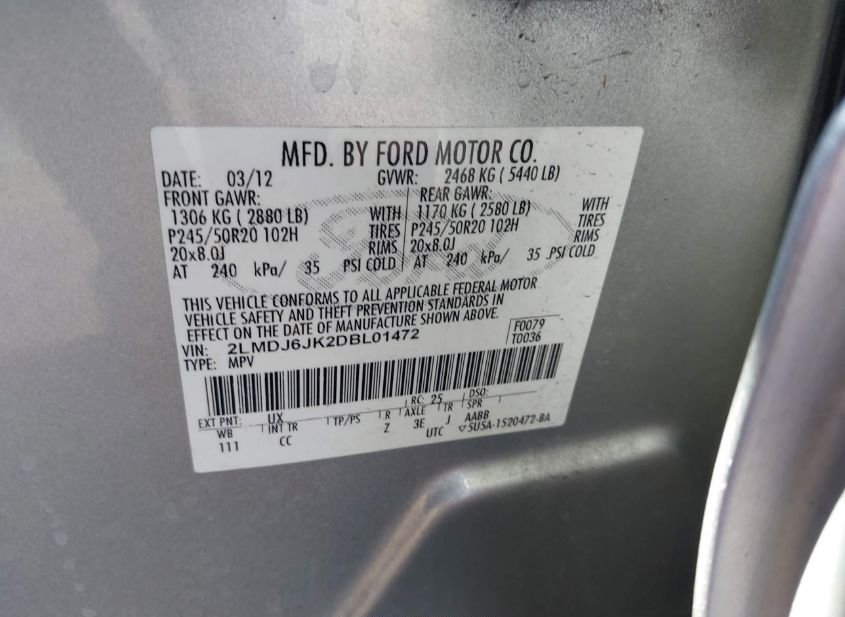 MFD. BY FORD MOTOR CO.
DATE: 03/12 GVWR: 2468 KG ( 5440 LB)
FRONT GAWR: REAR GAWR:
1306 KG ( 2880 LB) WITH 1170 KG ( 2580 LB) WITH
P245/50R20 102H TIRES P245/50R20 102H TIRES
20x8.0J RIMS 20x8.0J RIMS
AT 240 kPa/ 35 PSI COLD AT 240 kPa/ 35 PSI COLD
THIS VEHICLE CONFORMS TO ALL APPLICABLE FEDERAL MOTOR
VEHICLE SAFETY AND THEFT PREVENTION STANDARDS IN
EFFECT ON THE DATE OF MANUFACTURE SHOWN ABOVE.
VIN: 2LMDJ6JK2DBL01472 F0079
TYPE: MPV T0036
EXT PNT: UX RC: 25 DSO:
WB INT TR TP/PS R AXLE TR SPR
111 CC Z 3E J AABB
UTC ▽5U5A-1520472-BA